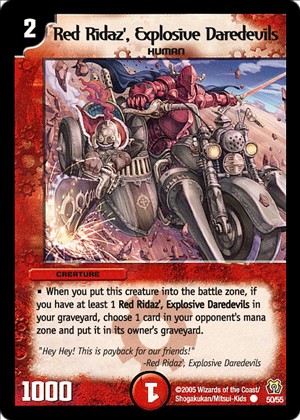 2
'Red Ridaz', Explosive Daredevils
HUMAN
CREATURE
▪ When you put this creature into the battle zone, if
you have at least 1 Red Ridaz', Explosive Daredevils in
your graveyard, choose 1 card in your opponent's mana
zone and put it in its owner's graveyard.
"Hey Hey! This is payback for our friends!"
-Red Ridaz', Explosive Daredevils
1000
1
©2005 Wizards of the Coast/
Shogakukan/Mitsui-Kids
50/55